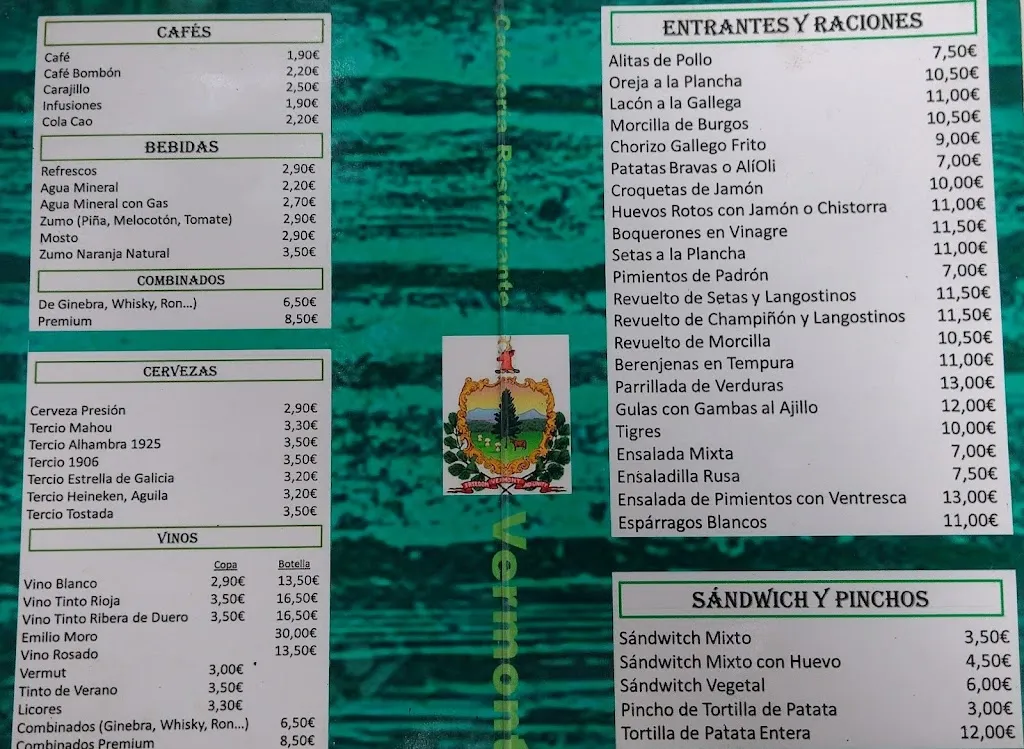 CAFÉS
Café 1,90€
Café Bombón 2,20€
Carajillo 2,50€
Infusiones 1,90€
Cola Cao 2,20€
BEBIDAS
Refrescos 2,90€
Agua Mineral 2,20€
Agua Mineral con Gas 2,70€
Zumo (Piña, Melocotón, Tomate) 2,90€
Mosto 2,90€
Zumo Naranja Natural 3,50€
COMBINADOS
De Ginebra, Whisky, Ron...) 6,50€
Premium 8,50€
CERVEZAS
Cerveza Presión 2,90€
Tercio Mahou 3,30€
Tercio Alhambra 1925 3,50€
Tercio 1906 3,50€
Tercio Estrella de Galicia 3,20€
Tercio Heineken, Aguila 3,20€
Tercio Tostada 3,50€
VINOS
Copa Botella
Vino Blanco 2,90€ 13,50€
Vino Tinto Rioja 3,50€ 16,50€
Vino Tinto Ribera de Duero 3,50€ 16,50€
Emilio Moro 30,00€
Vino Rosado 13,50€
Vermut 3,00€
Tinto de Verano 3,50€
Licores 3,30€
Combinados (Ginebra, Whisky, Ron...) 6,50€
Combinados Premium 8,50€
Cafetería Restaurante
FREEDOM VERMONT AND UNITY
Vermont
ENTRANTES Y RACIONES
Alitas de Pollo 7,50€
Oreja a la Plancha 10,50€
Lacón a la Gallega 11,00€
Morcilla de Burgos 10,50€
Chorizo Gallego Frito 9,00€
Patatas Bravas o AlíOli 7,00€
Croquetas de Jamón 10,00€
Huevos Rotos con Jamón o Chistorra 11,00€
Boquerones en Vinagre 11,50€
Setas a la Plancha 11,00€
Pimientos de Padrón 7,00€
Revuelto de Setas y Langostinos 11,50€
Revuelto de Champiñón y Langostinos 11,50€
Revuelto de Morcilla 10,50€
Berenjenas en Tempura 11,00€
Parrillada de Verduras 13,00€
Gulas con Gambas al Ajillo 12,00€
Tigres 10,00€
Ensalada Mixta 7,00€
Ensaladilla Rusa 7,50€
Ensalada de Pimientos con Ventresca 13,00€
Espárragos Blancos 11,00€
SÁNDWICH Y PINCHOS
Sándwitch Mixto 3,50€
Sándwitch Mixto con Huevo 4,50€
Sándwitch Vegetal 6,00€
Pincho de Tortilla de Patata 3,00€
Tortilla de Patata Entera 12,00€